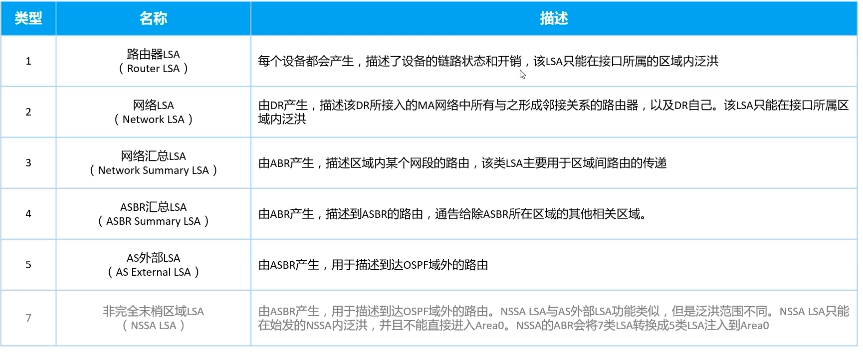 类型 名称 描述
1 路由器LSA
（Router LSA） 每个设备都会产生，描述了设备的链路状态和开销，该LSA只能在接口所属的区域内泛洪
2 网络LSA
（Network LSA） 由DR产生，描述该DR所接入的MA网络中所有与之形成邻接关系的路由器，以及DR自己。该LSA只能在接口所属区
域内泛洪
3 网络汇总LSA
（Network Summary LSA） 由ABR产生，描述区域内某个网段的路由，该类LSA主要用于区域间路由的传递
4 ASBR汇总LSA
（ASBR Summary LSA） 由ABR产生，描述到ASBR的路由，通告给除ASBR所在区域的其他相关区域。
5 AS外部LSA
（AS External LSA） 由ASBR产生，用于描述到达OSPF域外的路由
7 非完全末梢区域LSA
（NSSA LSA） 由ASBR产生，用于描述到达OSPF域外的路由。NSSA LSA与AS外部LSA功能类似，但是泛洪范围不同。NSSA LSA只能
在始发的NSSA内泛洪，并且不能直接进入Area0。NSSA的ABR会将7类LSA转换成5类LSA注入到Area0